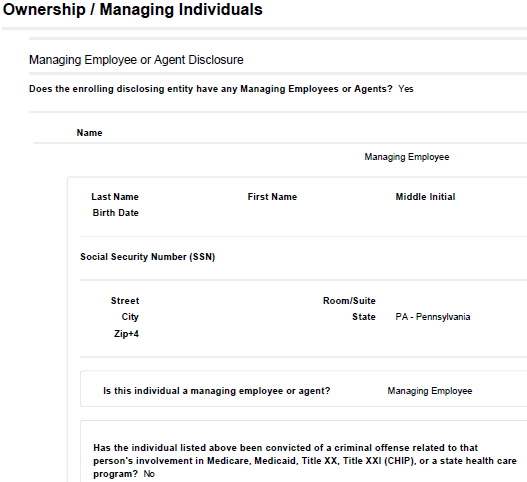 Ownership / Managing Individuals
Managing Employee or Agent Disclosure
Does the enrolling disclosing entity have any Managing Employees or Agents? Yes
Name
Managing Employee
Last Name First Name Middle Initial
Birth Date
Social Security Number (SSN)
Street Room/Suite
City State PA - Pennsylvania
Zip+4
Is this individual a managing employee or agent? Managing Employee
Has the individual listed above been convicted of a criminal offense related to that
person's involvement in Medicare, Medicaid, Title XX, Title XXI (CHIP), or a state health care
program? No